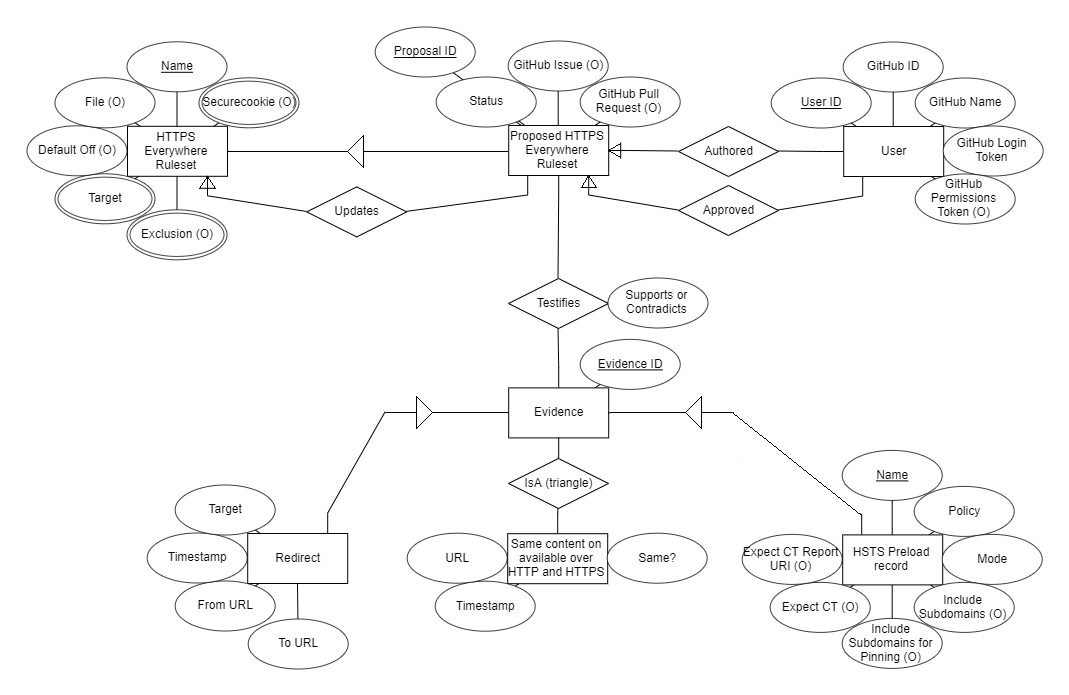 Proposal ID
Name
GitHub Issue (O)
GitHub ID
File (O)
Securecookie (O)
Status
GitHub Pull
Request (O)
User ID
GitHub Name
HTTPS
Everywhere
Ruleset
Default Off (O)
Proposed HTTPS
Everywhere
Ruleset
Authored
User
GitHub Login
Token
Target
Exclusion (O)
Updates
Approved
GitHub
Permissions
Token (O)
Testifies
Supports or
Contradicts
Evidence ID
Evidence
IsA (triangle)
Name
Target
Policy
Timestamp
Redirect
URL
Same content on
available over
HTTP and HTTPS
Same?
Expect CT Report
URI (O)
HSTS Preload
record
Mode
From URL
Timestamp
Expect CT (O)
Include
Subdomains (O)
To URL
Include
Subdomains for
Pinning (O)